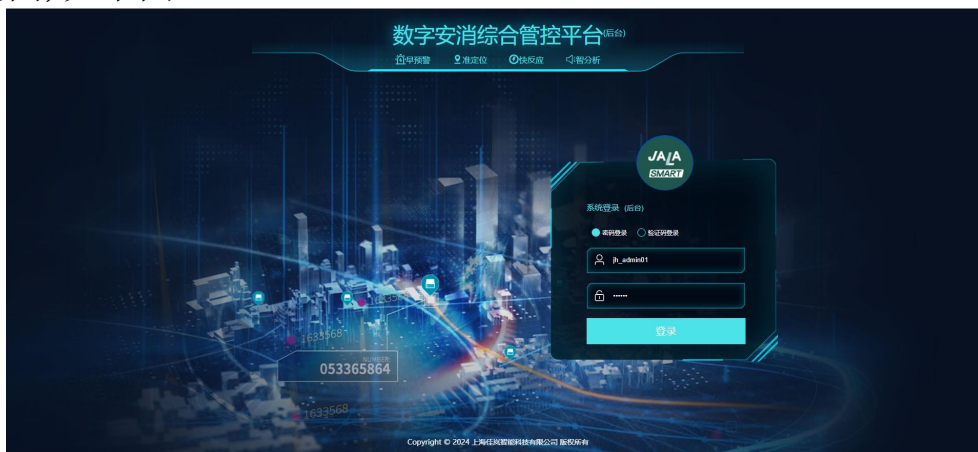 数字安消综合管控平台(后台)
早预警 准定位 快反应 智分析
JALA
SMART
系统登录 (后台)
密码登录 验证码登录
jh_admin01
······
登录
1633568
NUMBER:
053365864
1633568
Copyright © 2024 上海佳岚智能科技有限公司 版权所有